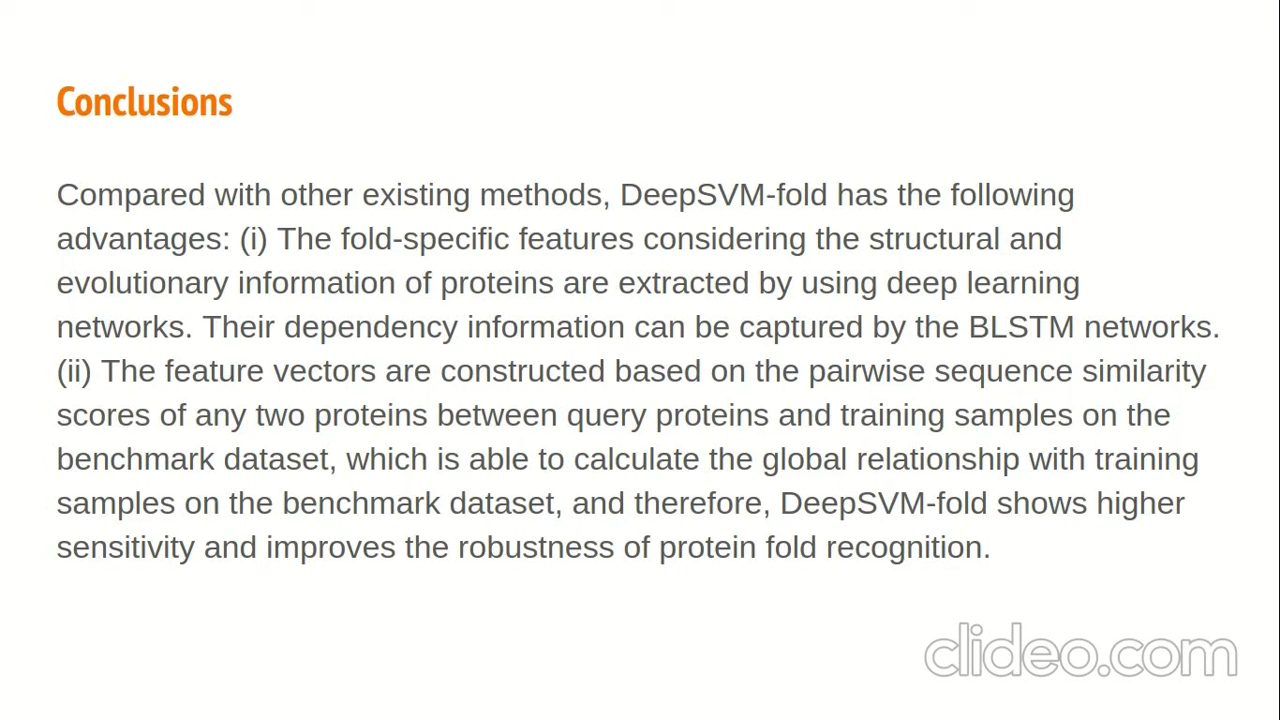 Conclusions
Compared with other existing methods, DeepSVM-fold has the following
advantages: (i) The fold-specific features considering the structural and
evolutionary information of proteins are extracted by using deep learning
networks. Their dependency information can be captured by the BLSTM networks.
(ii) The feature vectors are constructed based on the pairwise sequence similarity
scores of any two proteins between query proteins and training samples on the
benchmark dataset, which is able to calculate the global relationship with training
samples on the benchmark dataset, and therefore, DeepSVM-fold shows higher
sensitivity and improves the robustness of protein fold recognition.
clideo.com